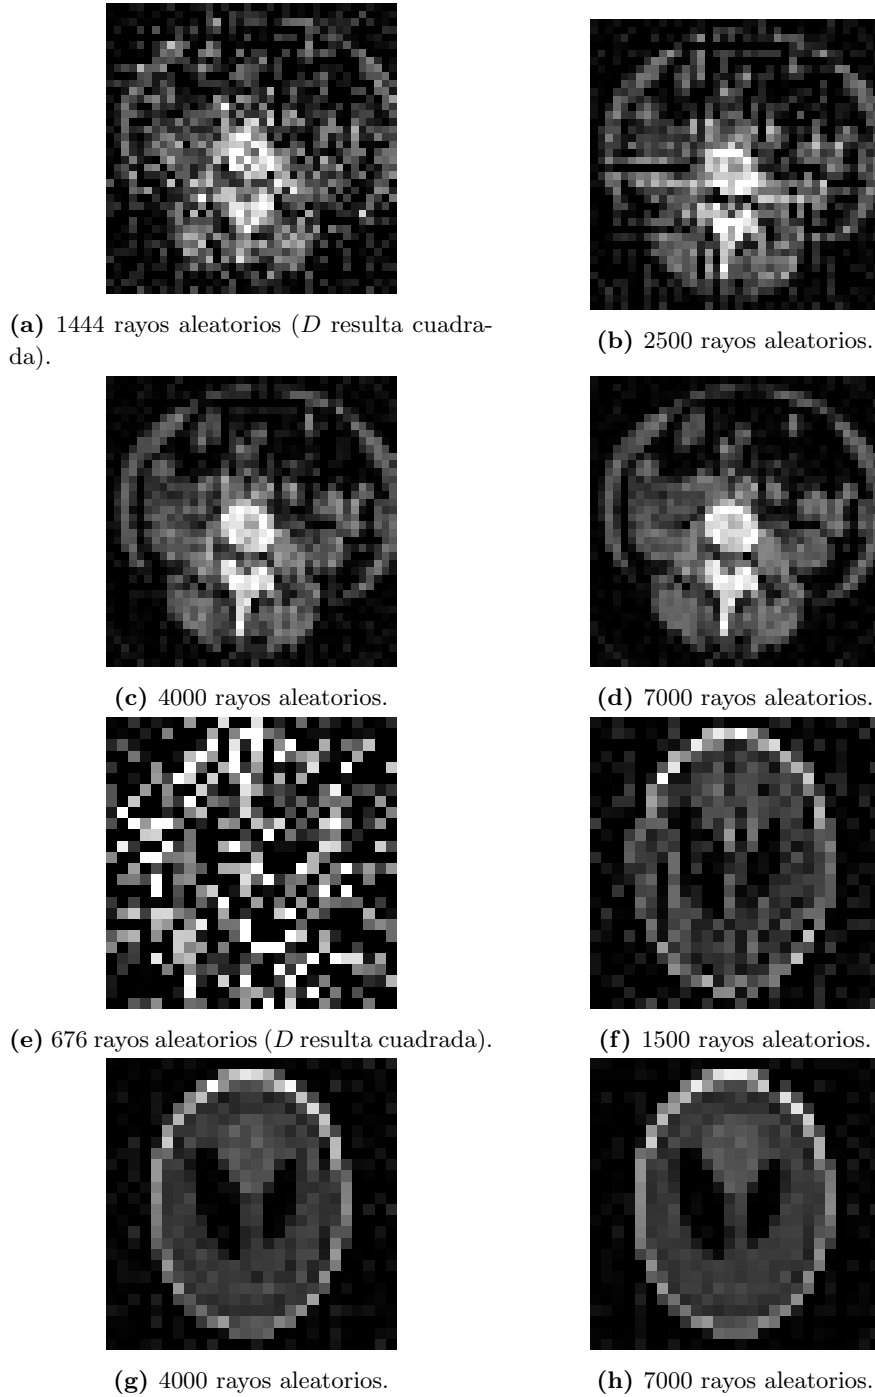 (a) 1444 rayos aleatorios (D resulta cuadra-
da).
(b) 2500 rayos aleatorios.
(c) 4000 rayos aleatorios.
(d) 7000 rayos aleatorios.
(e) 676 rayos aleatorios (D resulta cuadrada).
(f) 1500 rayos aleatorios.
(g) 4000 rayos aleatorios.
(h) 7000 rayos aleatorios.